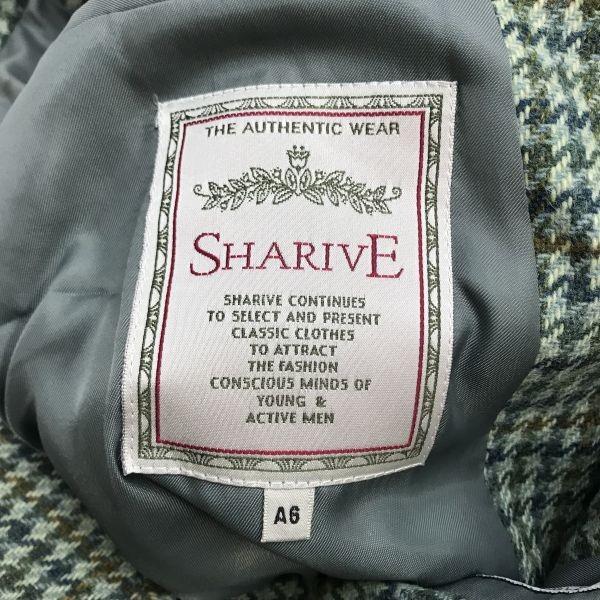 THE AUTHENTIC WEAR
SHARIVE
SHARIVE CONTINUES
TO SELECT AND PRESENT
CLASSIC CLOTHES
TO ATTRACT
THE FASHION
CONSCIOUS MINDS OF
YOUNG &
ACTIVE MEN
A6